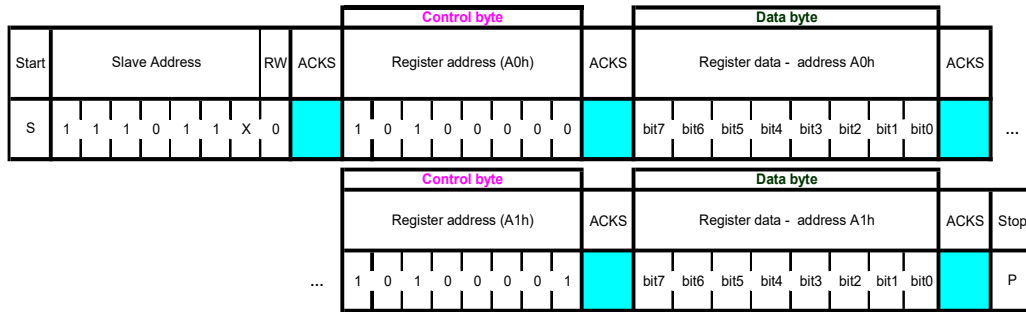 Control byte Data byte
Start Slave Address RW ACKS Register address (A0h) ACKS Register data - address A0h ACKS
S 1 1 1 0 1 1 X 0 1 0 1 0 0 0 0 0 bit7 bit6 bit5 bit4 bit3 bit2 bit1 bit0 ...
Control byte Data byte
Register address (A1h) ACKS Register data - address A1h ACKS Stop
... 1 0 1 0 0 0 0 1 bit7 bit6 bit5 bit4 bit3 bit2 bit1 bit0 P